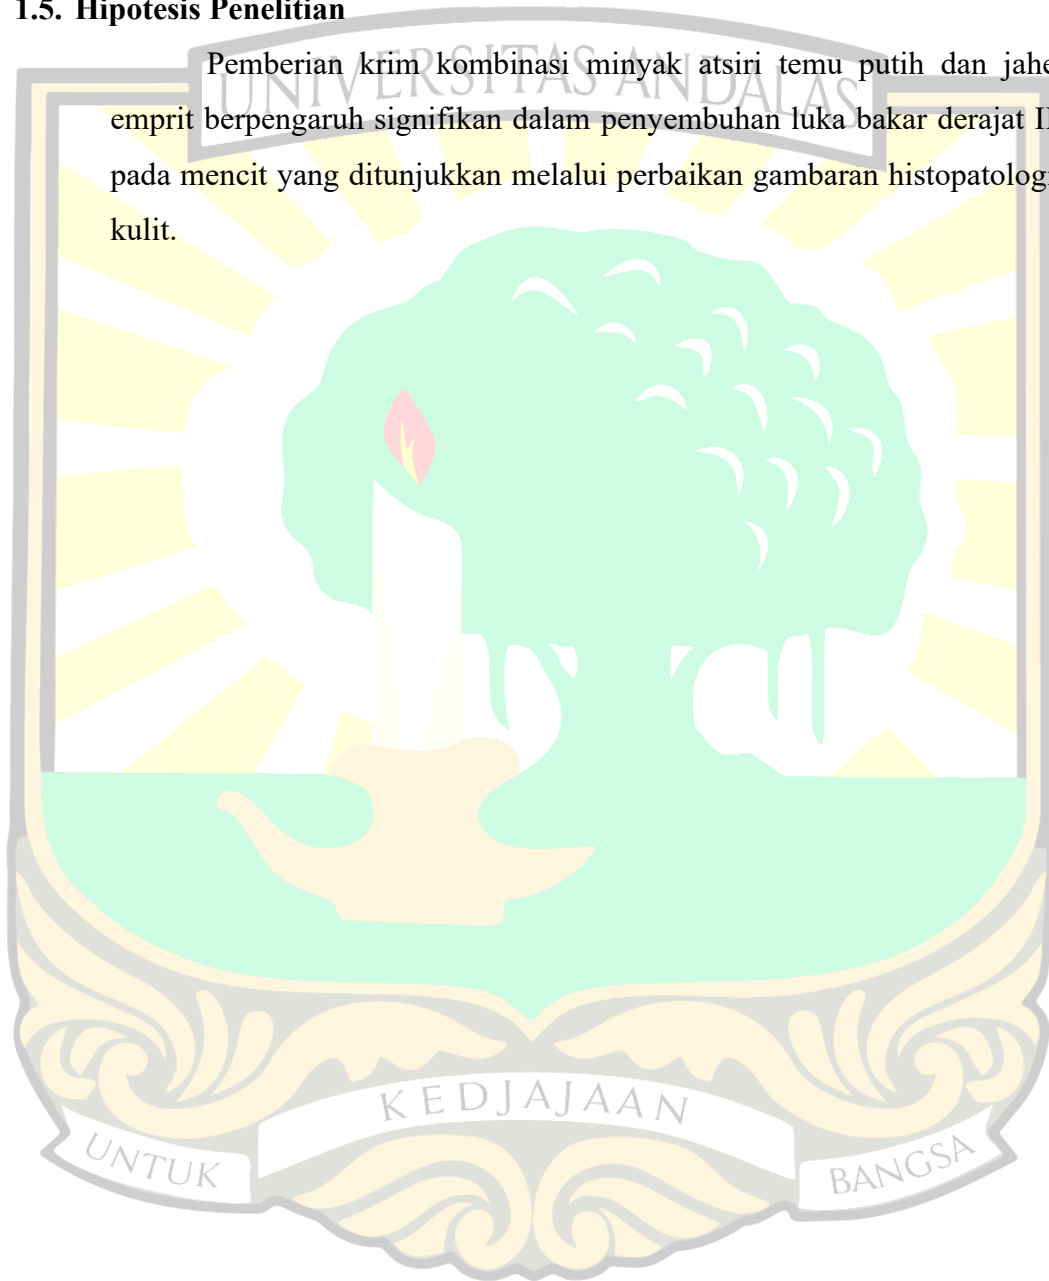 1.5. Hipotesis Penelitian
UNIVERSITAS ANDALAS
Pemberian krim kombinasi minyak atsiri temu putih dan jahe
emprit berpengaruh signifikan dalam penyembuhan luka bakar derajat II
pada mencit yang ditunjukkan melalui perbaikan gambaran histopatologi
kulit.
UNTUK
KEDJAJAAN
BANGSA